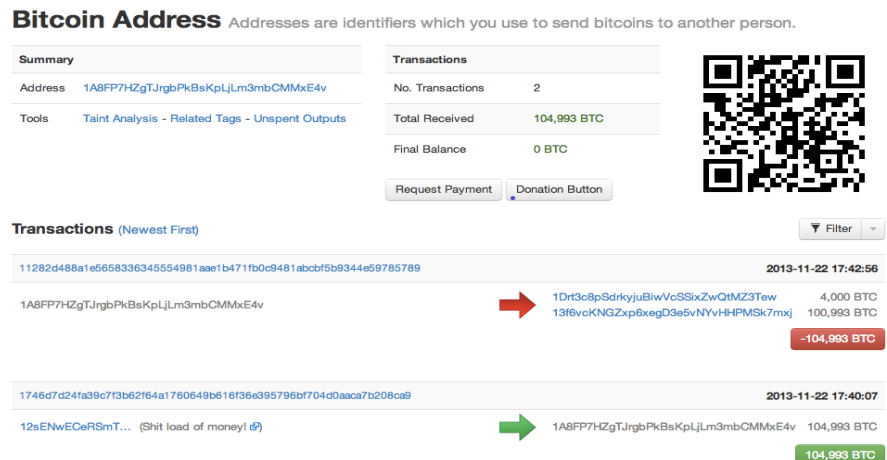 Bitcoin Address Addresses are identifiers which you use to send bitcoins to another person.
Summary
Address 1A8FP7HZgTJrgbPkBsKpLjLm3mbCMMxE4v
Tools Taint Analysis - Related Tags - Unspent Outputs
Transactions
No. Transactions 2
Total Received 104,993 BTC
Final Balance 0 BTC
Request Payment Donation Button
Transactions (Newest First)
Filter
11282d488a1e5658336345554981aae1b471fb0c9481abcbf5b9344e59785789 2013-11-22 17:42:56
1A8FP7HZgTJrgbPkBsKpLjLm3mbCMMxE4v 1Drt3c8pSdrkyjuBiwVcSSixZwQtMZ3Tew 4,000 BTC
13f6vcKNGZxp6xegD3e5vNYvHHPMSk7mxj 100,993 BTC
-104,993 BTC
1746d7d24fa39c7f3b62f64a1760649b616f36e395796bf704d0aaca7b208ca9 2013-11-22 17:40:07
12sENwECeRSmT... (Shit load of money!) 1A8FP7HZgTJrgbPkBsKpLjLm3mbCMMxE4v 104,993 BTC
104,993 BTC